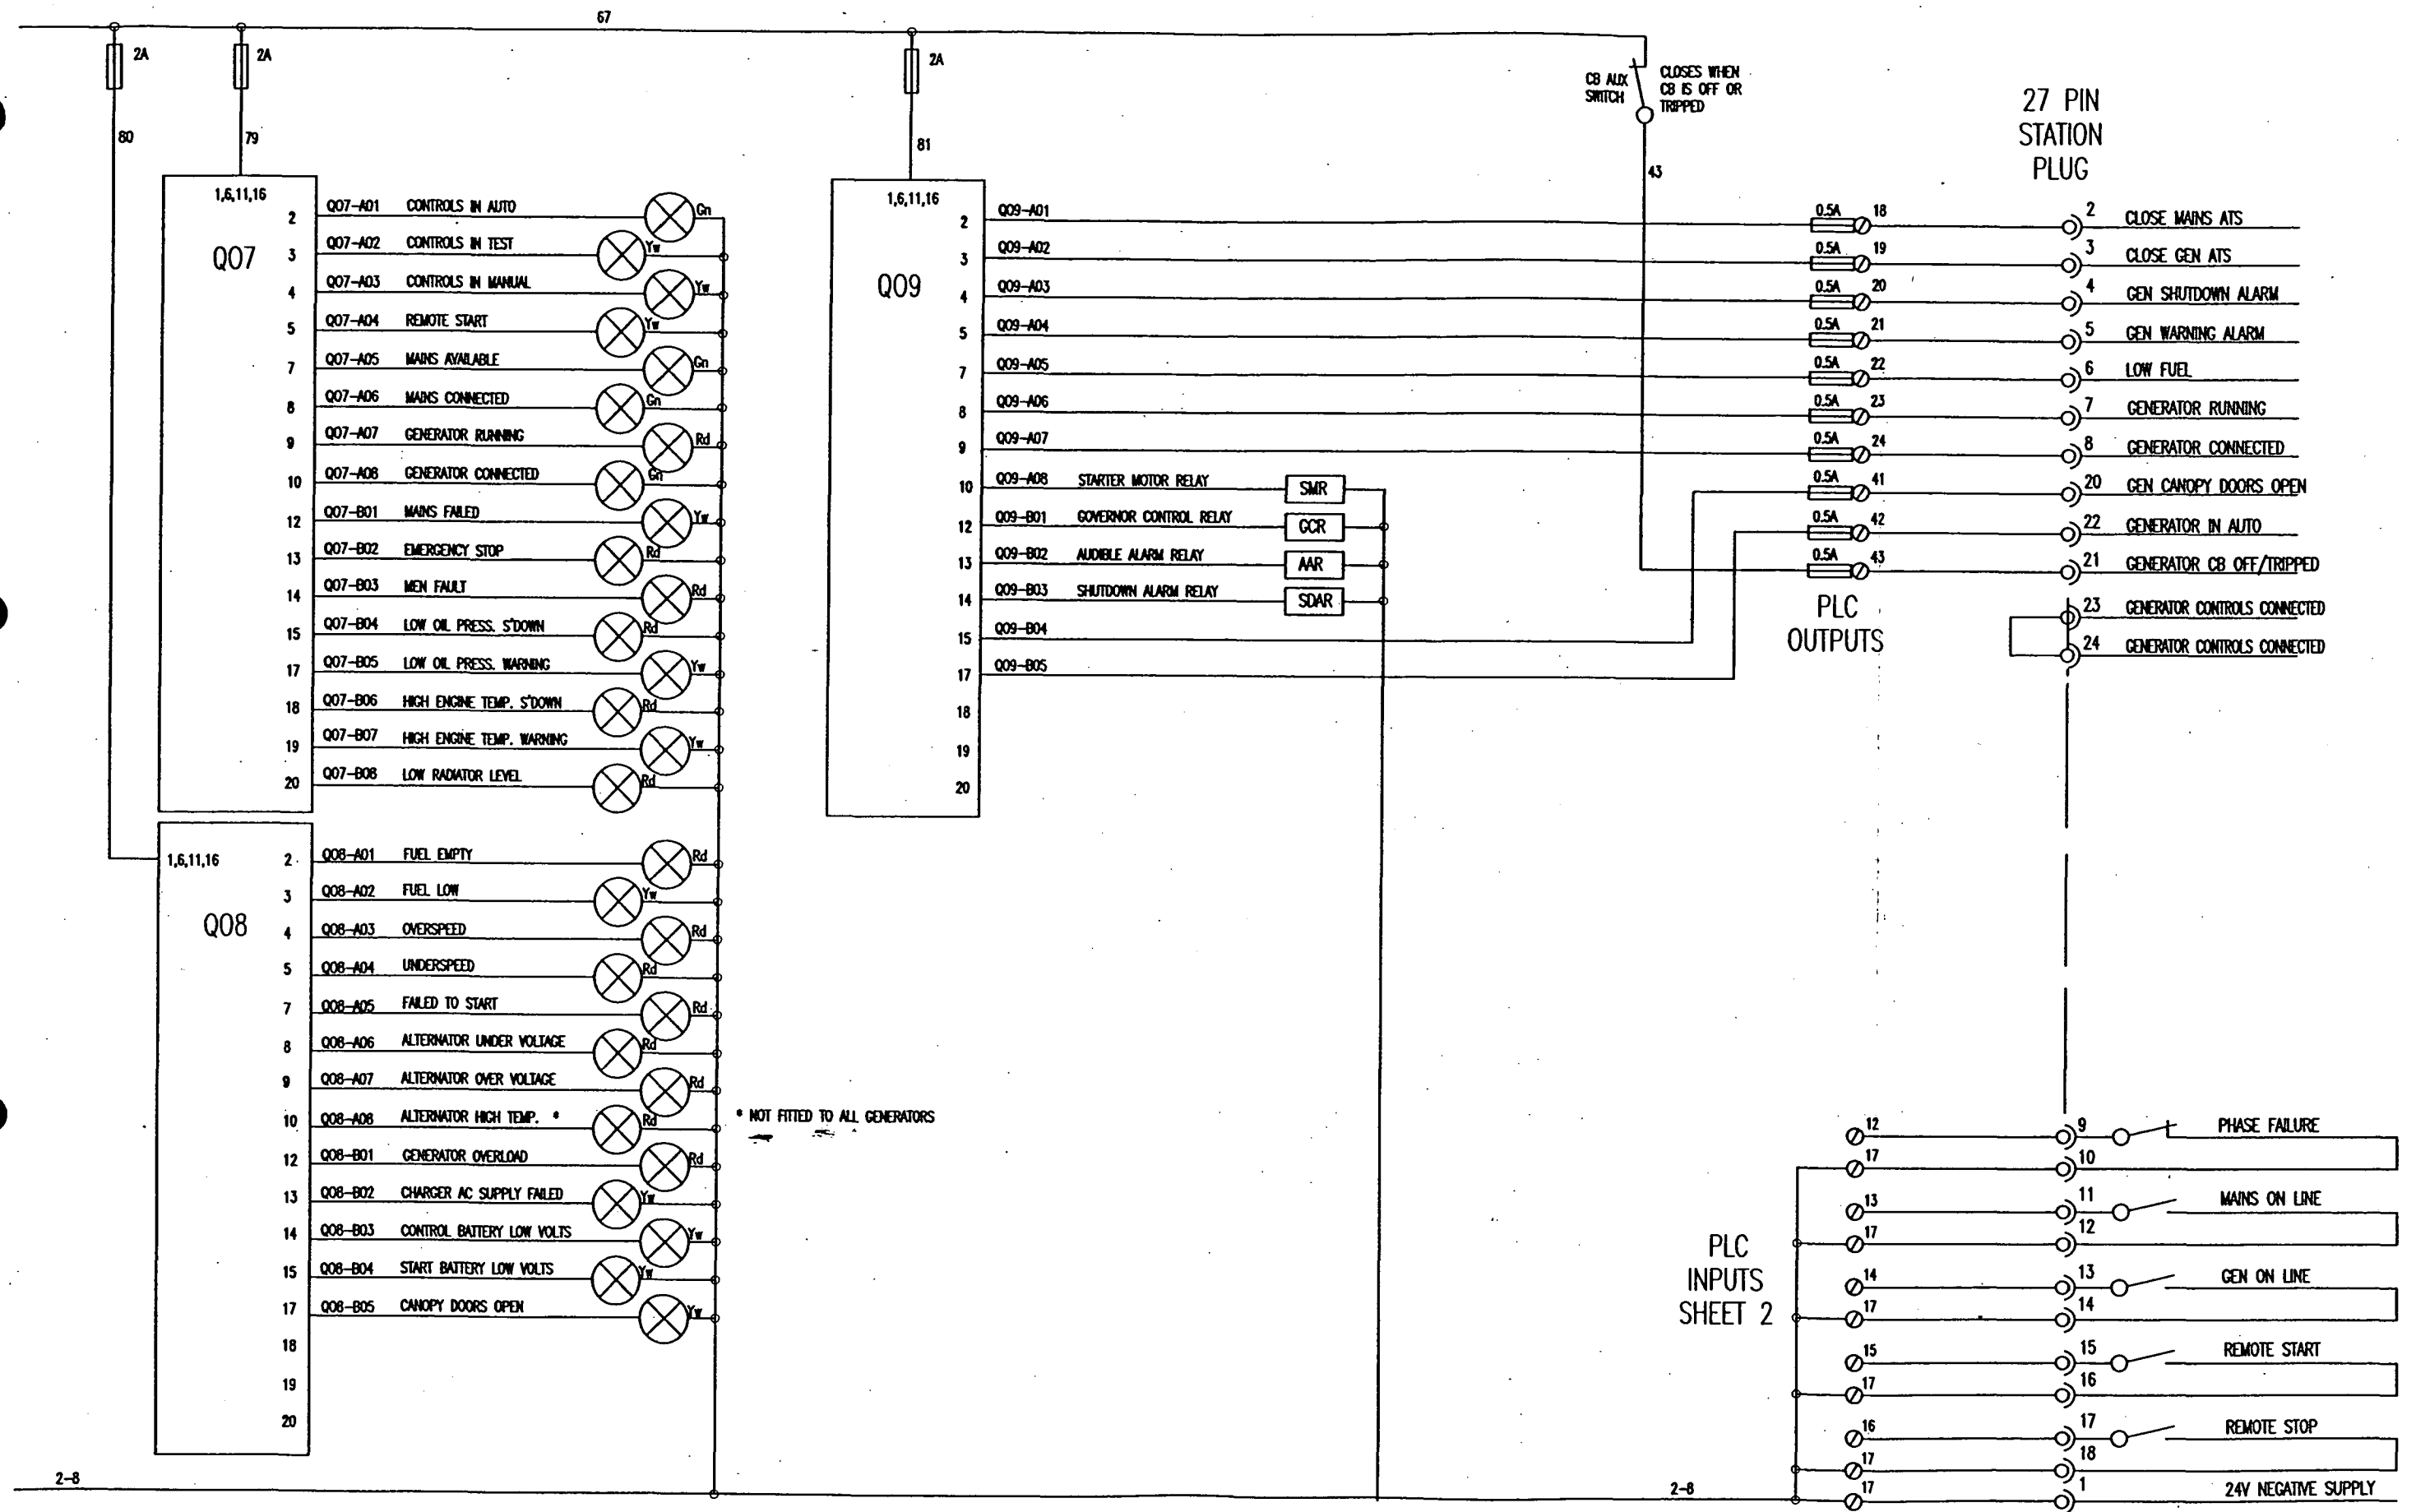 67
2A
2A
2A
80
79
81
CB AUX
SWITCH
CLOSES WHEN
CB IS OFF OR
TRIPPED
43
27 PIN
STATION
PLUG
1,6,11,16
Q07
2 Q07-A01 CONTROLS IN AUTO Gn
3 Q07-A02 CONTROLS IN TEST Yw
4 Q07-A03 CONTROLS IN MANUAL Yw
5 Q07-A04 REMOTE START Yw
7 Q07-A05 MAINS AVAILABLE Gn
8 Q07-A06 MAINS CONNECTED Gn
9 Q07-A07 GENERATOR RUNNING Rd
10 Q07-A08 GENERATOR CONNECTED Gn
12 Q07-B01 MAINS FAILED Yw
13 Q07-B02 EMERGENCY STOP Rd
14 Q07-B03 MEN FAULT Rd
15 Q07-B04 LOW OIL PRESS. S'DOWN Rd
17 Q07-B05 LOW OIL PRESS. WARNING Yw
18 Q07-B06 HIGH ENGINE TEMP. S'DOWN Rd
19 Q07-B07 HIGH ENGINE TEMP. WARNING Yw
20 Q07-B08 LOW RADIATOR LEVEL Rd
1,6,11,16
Q08
2 Q08-A01 FUEL EMPTY Rd
3 Q08-A02 FUEL LOW Yw
4 Q08-A03 OVERSPEED Rd
5 Q08-A04 UNDERSPEED Rd
7 Q08-A05 FAILED TO START Rd
8 Q08-A06 ALTERNATOR UNDER VOLTAGE Rd
9 Q08-A07 ALTERNATOR OVER VOLTAGE Rd
10 Q08-A08 ALTERNATOR HIGH TEMP. * Rd
12 Q08-B01 GENERATOR OVERLOAD Rd
13 Q08-B02 CHARGER AC SUPPLY FAILED Yw
14 Q08-B03 CONTROL BATTERY LOW VOLTS Yw
15 Q08-B04 START BATTERY LOW VOLTS Yw
17 Q08-B05 CANOPY DOORS OPEN Yw
18
19
20
* NOT FITTED TO ALL GENERATORS
1,6,11,16
Q09
2 Q09-A01 0.5A 18 2 CLOSE MAINS ATS
3 Q09-A02 0.5A 19 3 CLOSE GEN ATS
4 Q09-A03 0.5A 20 4 GEN SHUTDOWN ALARM
5 Q09-A04 0.5A 21 5 GEN WARNING ALARM
7 Q09-A05 0.5A 22 6 LOW FUEL
8 Q09-A06 0.5A 23 7 GENERATOR RUNNING
9 Q09-A07 0.5A 24 8 GENERATOR CONNECTED
10 Q09-A08 STARTER MOTOR RELAY SMR
12 Q09-B01 GOVERNOR CONTROL RELAY GCR
13 Q09-B02 AUDIBLE ALARM RELAY AAR
14 Q09-B03 SHUTDOWN ALARM RELAY SDAR
15 Q09-B04
17 Q09-B05
18
19
20
0.5A 41 20 GEN CANOPY DOORS OPEN
0.5A 42 22 GENERATOR IN AUTO
0.5A 43 21 GENERATOR CB OFF/TRIPPED
PLC
OUTPUTS
23 GENERATOR CONTROLS CONNECTED
24 GENERATOR CONTROLS CONNECTED
PLC
INPUTS
SHEET 2
12 9 PHASE FAILURE
17 10
13 11 MAINS ON LINE
17 12
14 13 GEN ON LINE
17 14
15 15 REMOTE START
17 16
16 17 REMOTE STOP
17 18
2-8
2-8
17 1 24V NEGATIVE SUPPLY